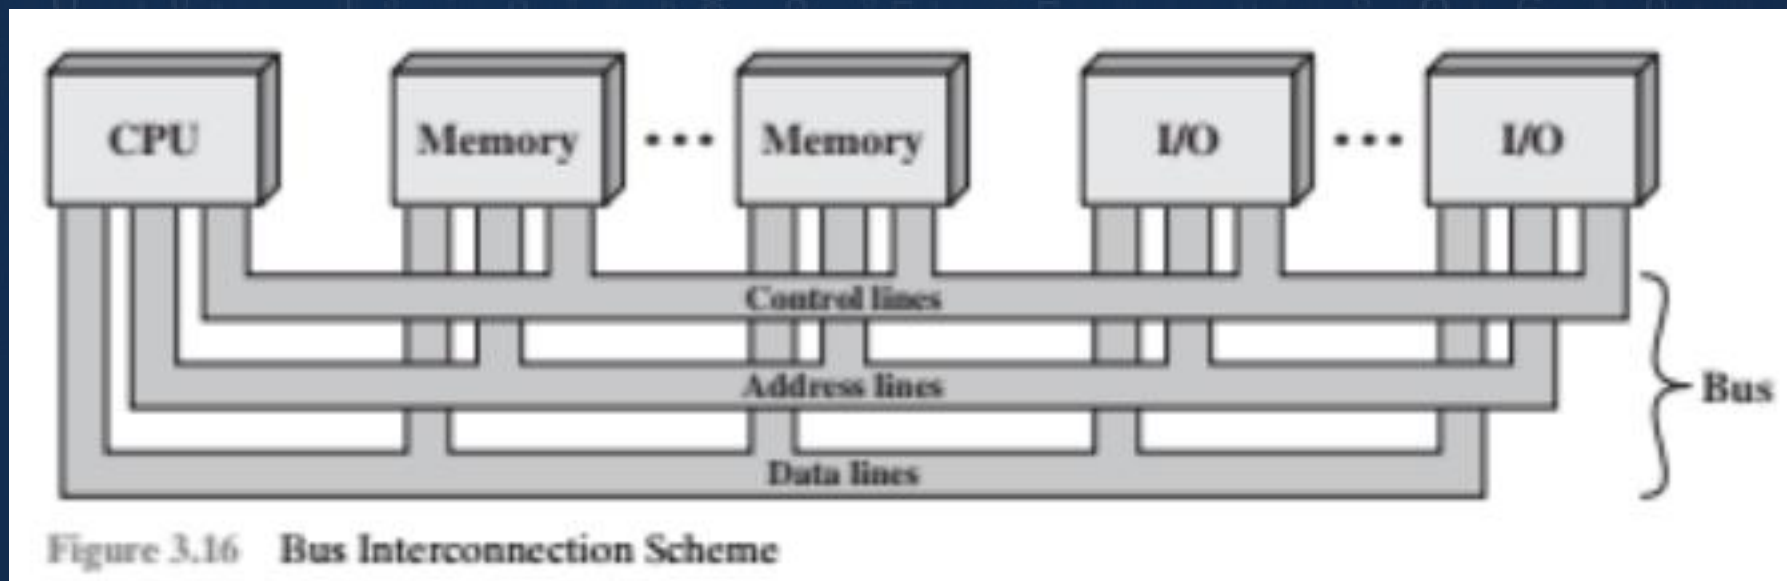 CPU
Memory
• • •
Memory
I/O
• • •
I/O
Control lines
Address lines
Bus
Data lines
Figure 3.16 Bus Interconnection Scheme